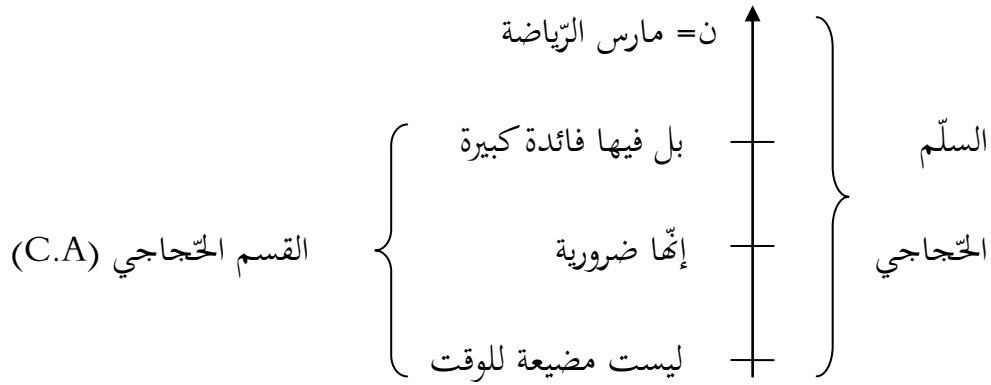 ن= مارس الرّياضة
السلّم
بل فيها فائدة كبيرة
الحّجاجي
إنّها ضرورية
القسم الحّجاجي (C.A)
ليست مضيعة للوقت